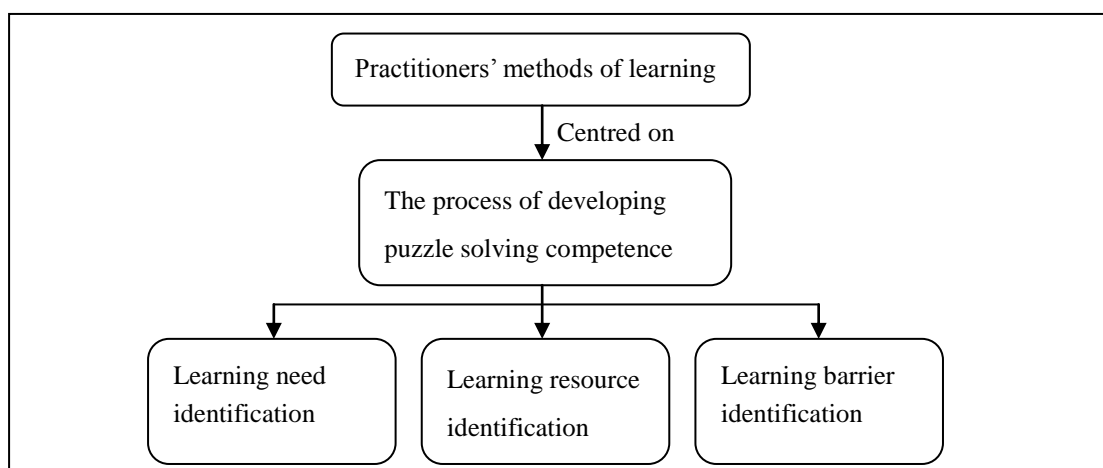 Practitioners’ methods of learning
Centred on
The process of developing
puzzle solving competence
Learning need
identification
Learning resource
identification
Learning barrier
identification